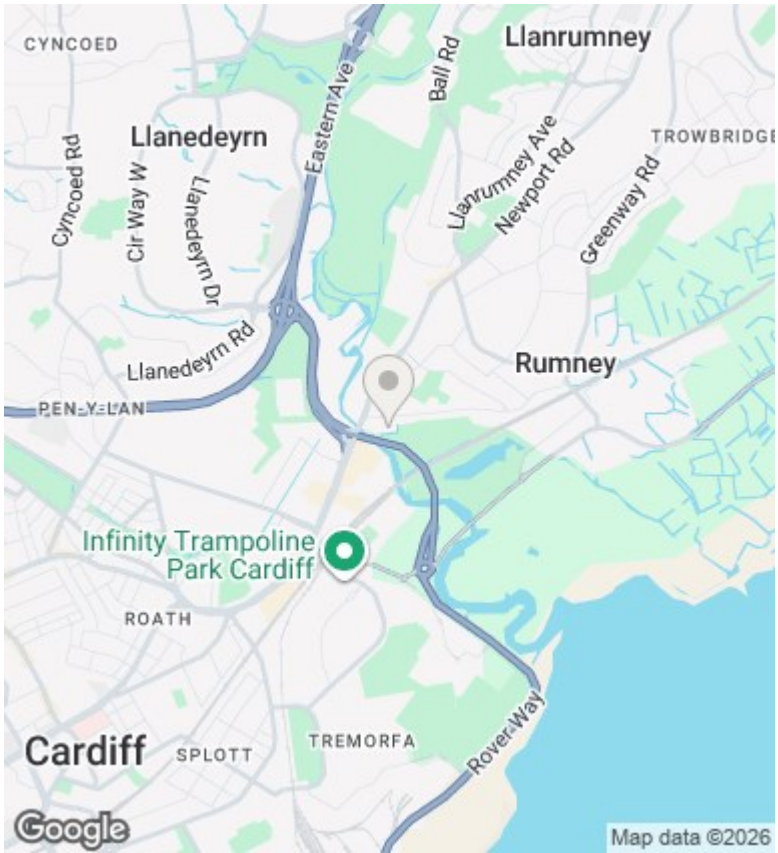 CYNCOED
Llanrumney
Ball Rd
Eastern Ave
Llanedeyrn
TROWBRIDGE
Cyncoed Rd
Cir Way W
Llanedeyrn Dr
Llanrumney Ave
Newport Rd
Greenway Rd
Llanedeyrn Rd
Rumney
PEN-Y-LAN
Infinity Trampoline
Park Cardiff
ROATH
Cardiff
SPLOTT
TREMORFA
Rover Way
Google
Map data ©2026